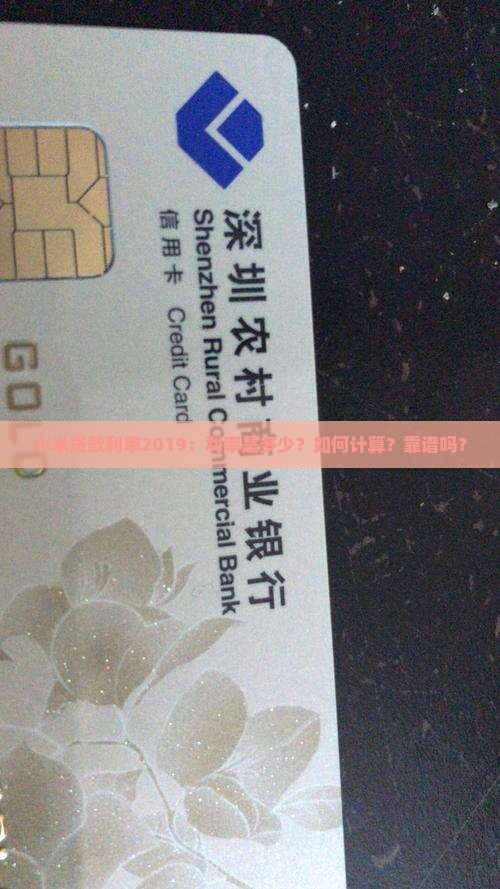 深圳农村商业银行
Shenzhen Rural Commercial Bank
信用卡 Credit Card
GOLD
小米贷款利率2019：利率是多少？如何计算？靠谱吗？